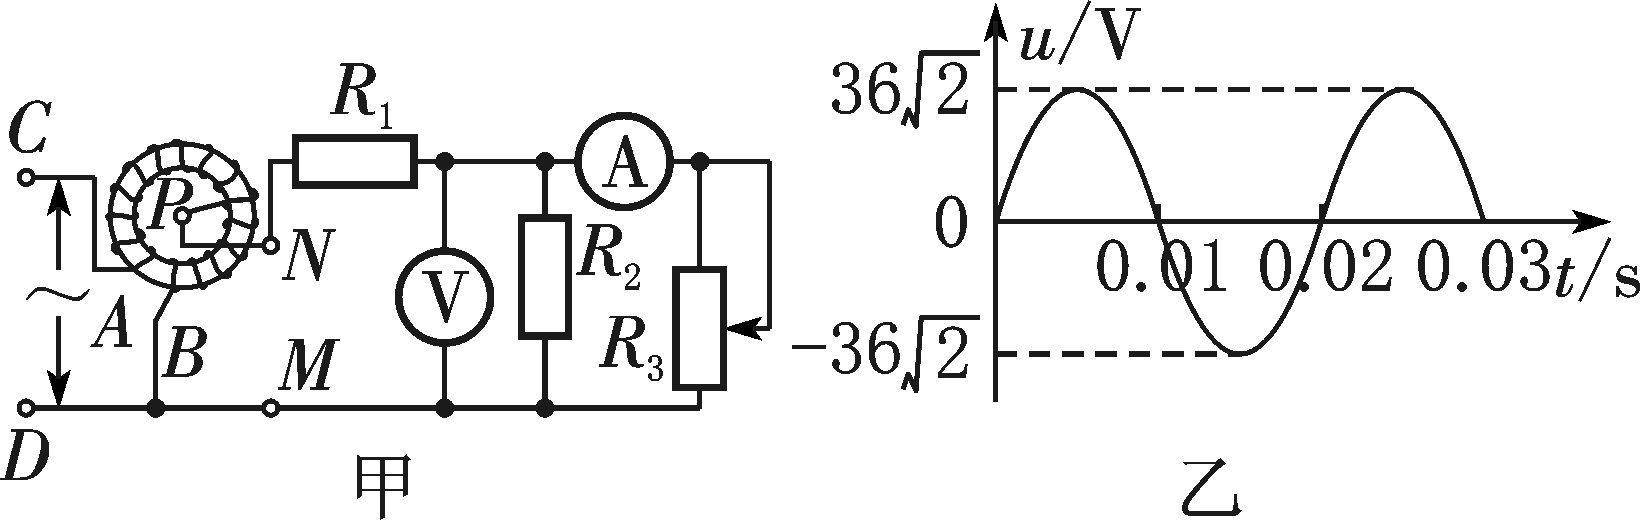 C
P
A
B
D
N
M
R₁
V
R₂
A
R₃
~
甲
u/V
36√2
0
-36√2
0.01
0.02
0.03
t/s
乙